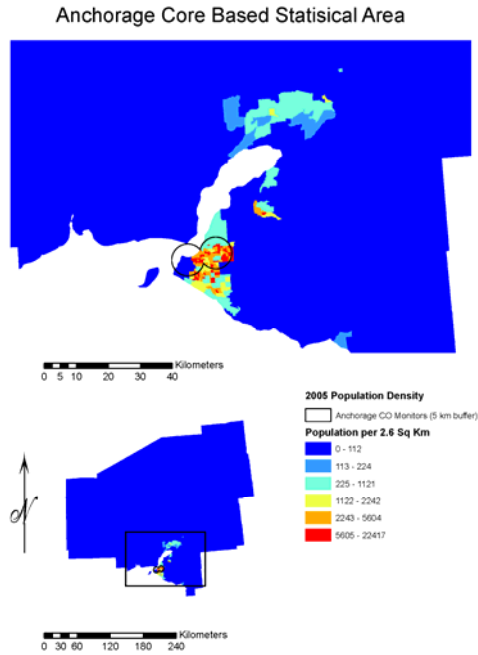 Anchorage Core Based Statisical Area
Kilometers
0 5 10 20 30 40
2005 Population Density
Anchorage CO Monitors (5 km buffer)
Population per 2.6 Sq Km
0 - 112
113 - 224
225 - 1121
1122 - 2242
2243 - 5604
5605 - 22417
N
Kilometers
0 30 60 120 180 240